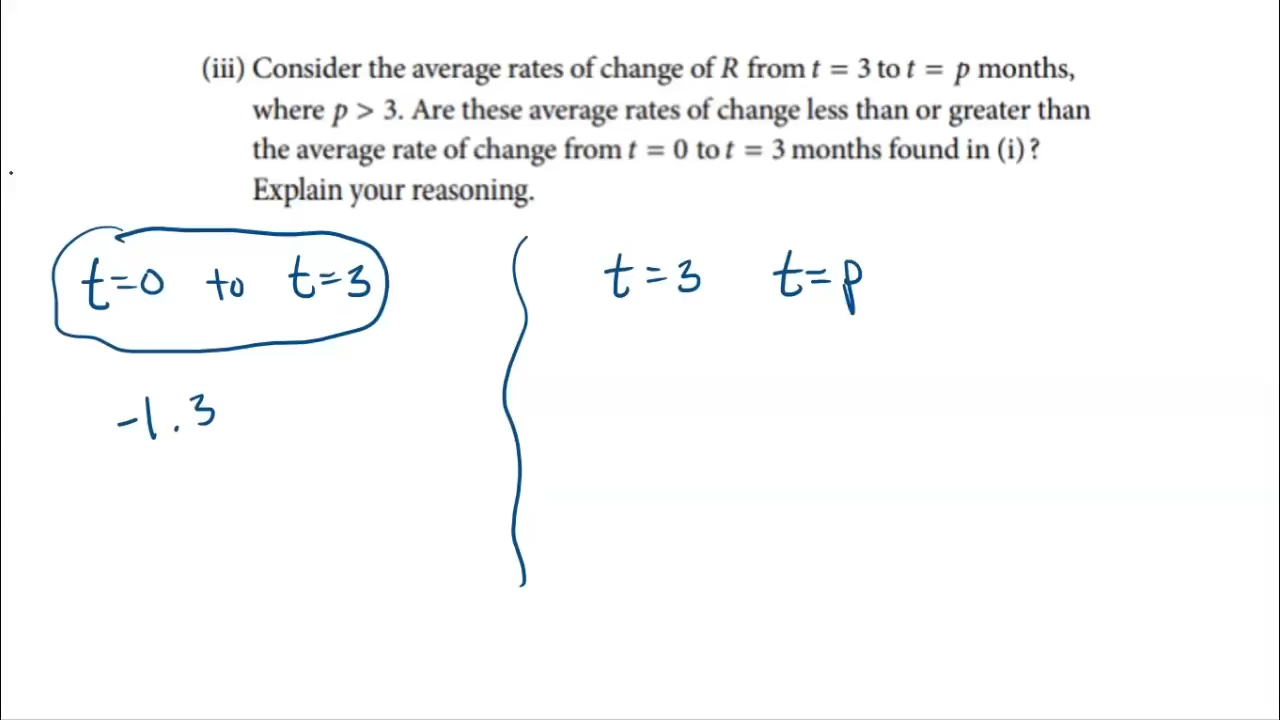 (iii) Consider the average rates of change of R from t = 3 to t = p months,
where p > 3. Are these average rates of change less than or greater than
the average rate of change from t = 0 to t = 3 months found in (i)?
Explain your reasoning.
t=0 to t=3
t=3 t=p
-1.3